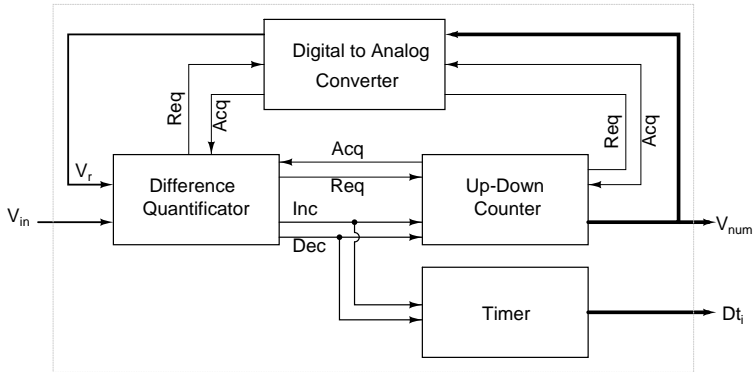 Digital to Analog
Converter
Req
Acq
Req
Acq
V_r
Acq
Req
Difference
Quantificator
Up-Down
Counter
V_in
Inc
Dec
V_num
Timer
Dt_i